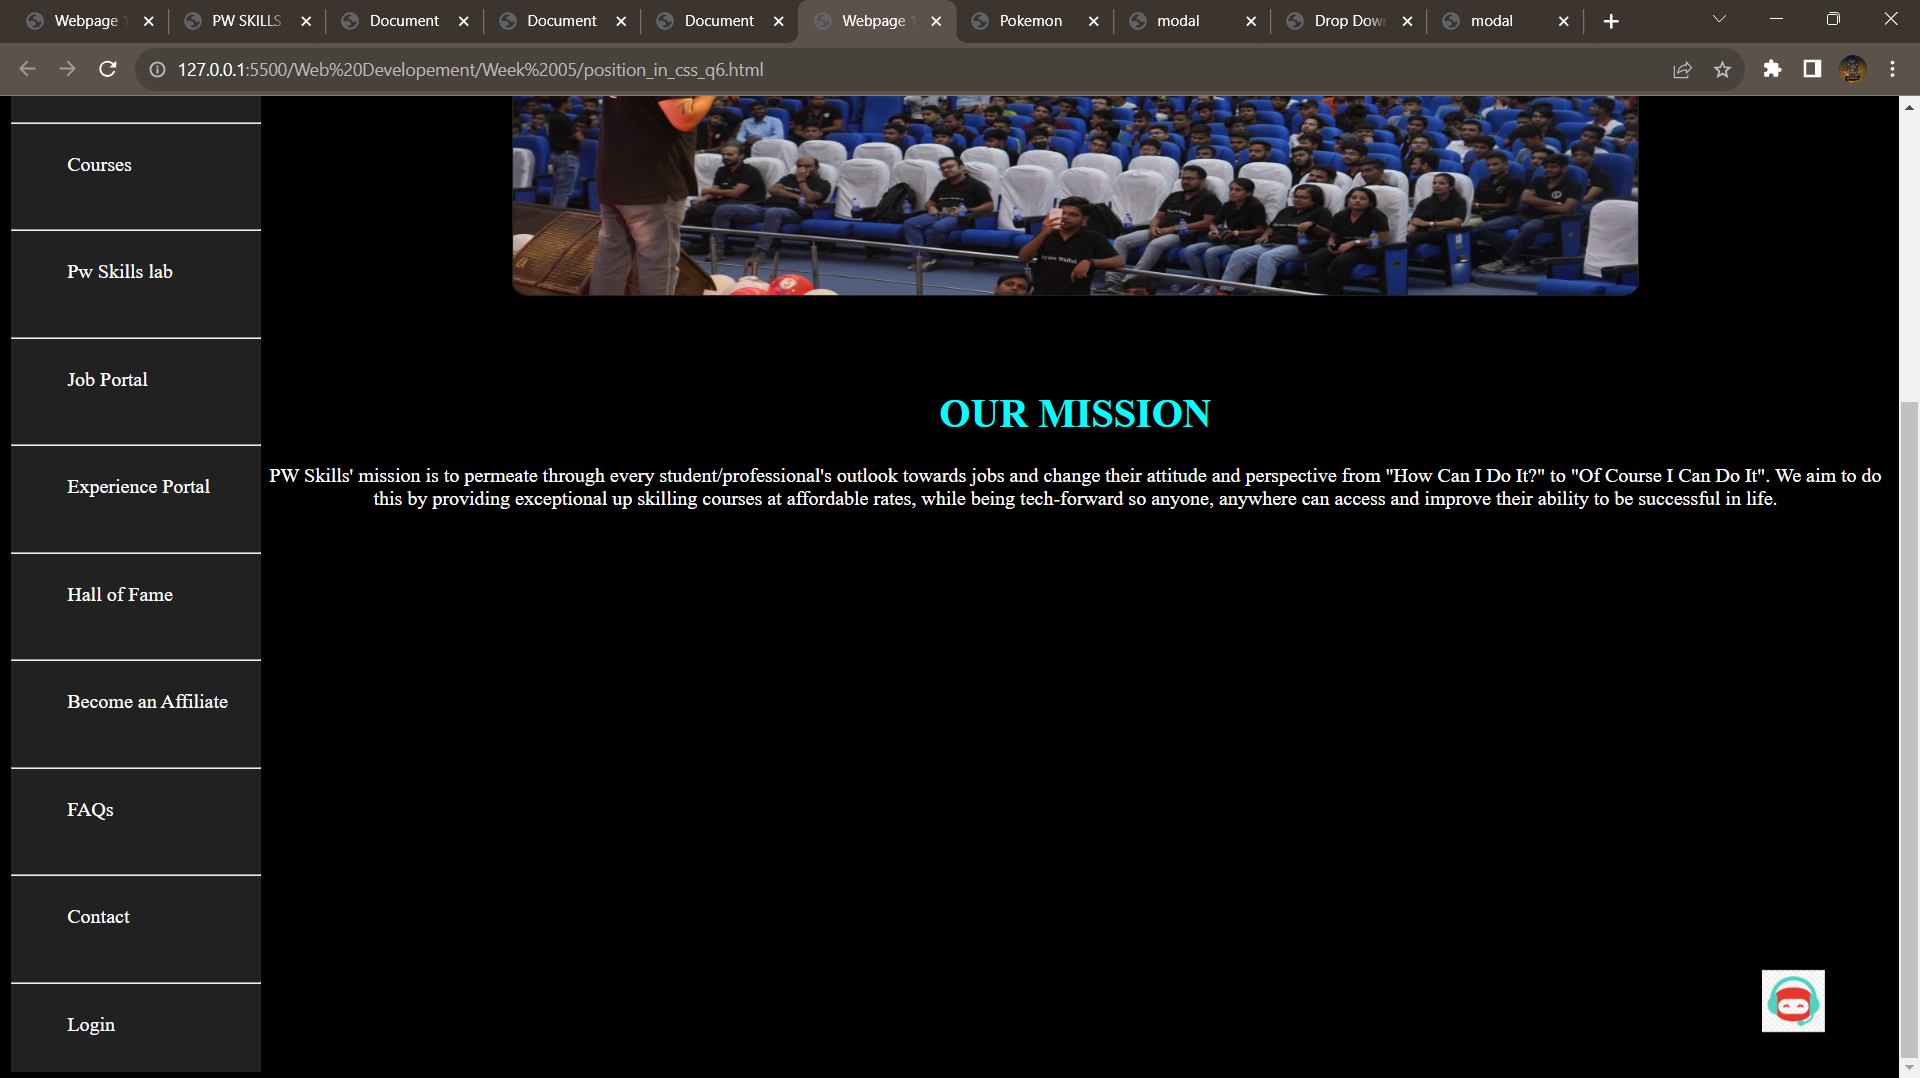 Webpage 1
PW SKILLS
Document
Document
Document
Webpage 1
Pokemon
modal
Drop Down
modal
127.0.0.1:5500/Web%20Developement/Week%2005/position_in_css_q6.html
Courses
Pw Skills lab
Job Portal
Experience Portal
Hall of Fame
Become an Affiliate
FAQs
Contact
Login
OUR MISSION
PW Skills' mission is to permeate through every student/professional's outlook towards jobs and change their attitude and perspective from "How Can I Do It?" to "Of Course I Can Do It". We aim to do
this by providing exceptional up skilling courses at affordable rates, while being tech-forward so anyone, anywhere can access and improve their ability to be successful in life.